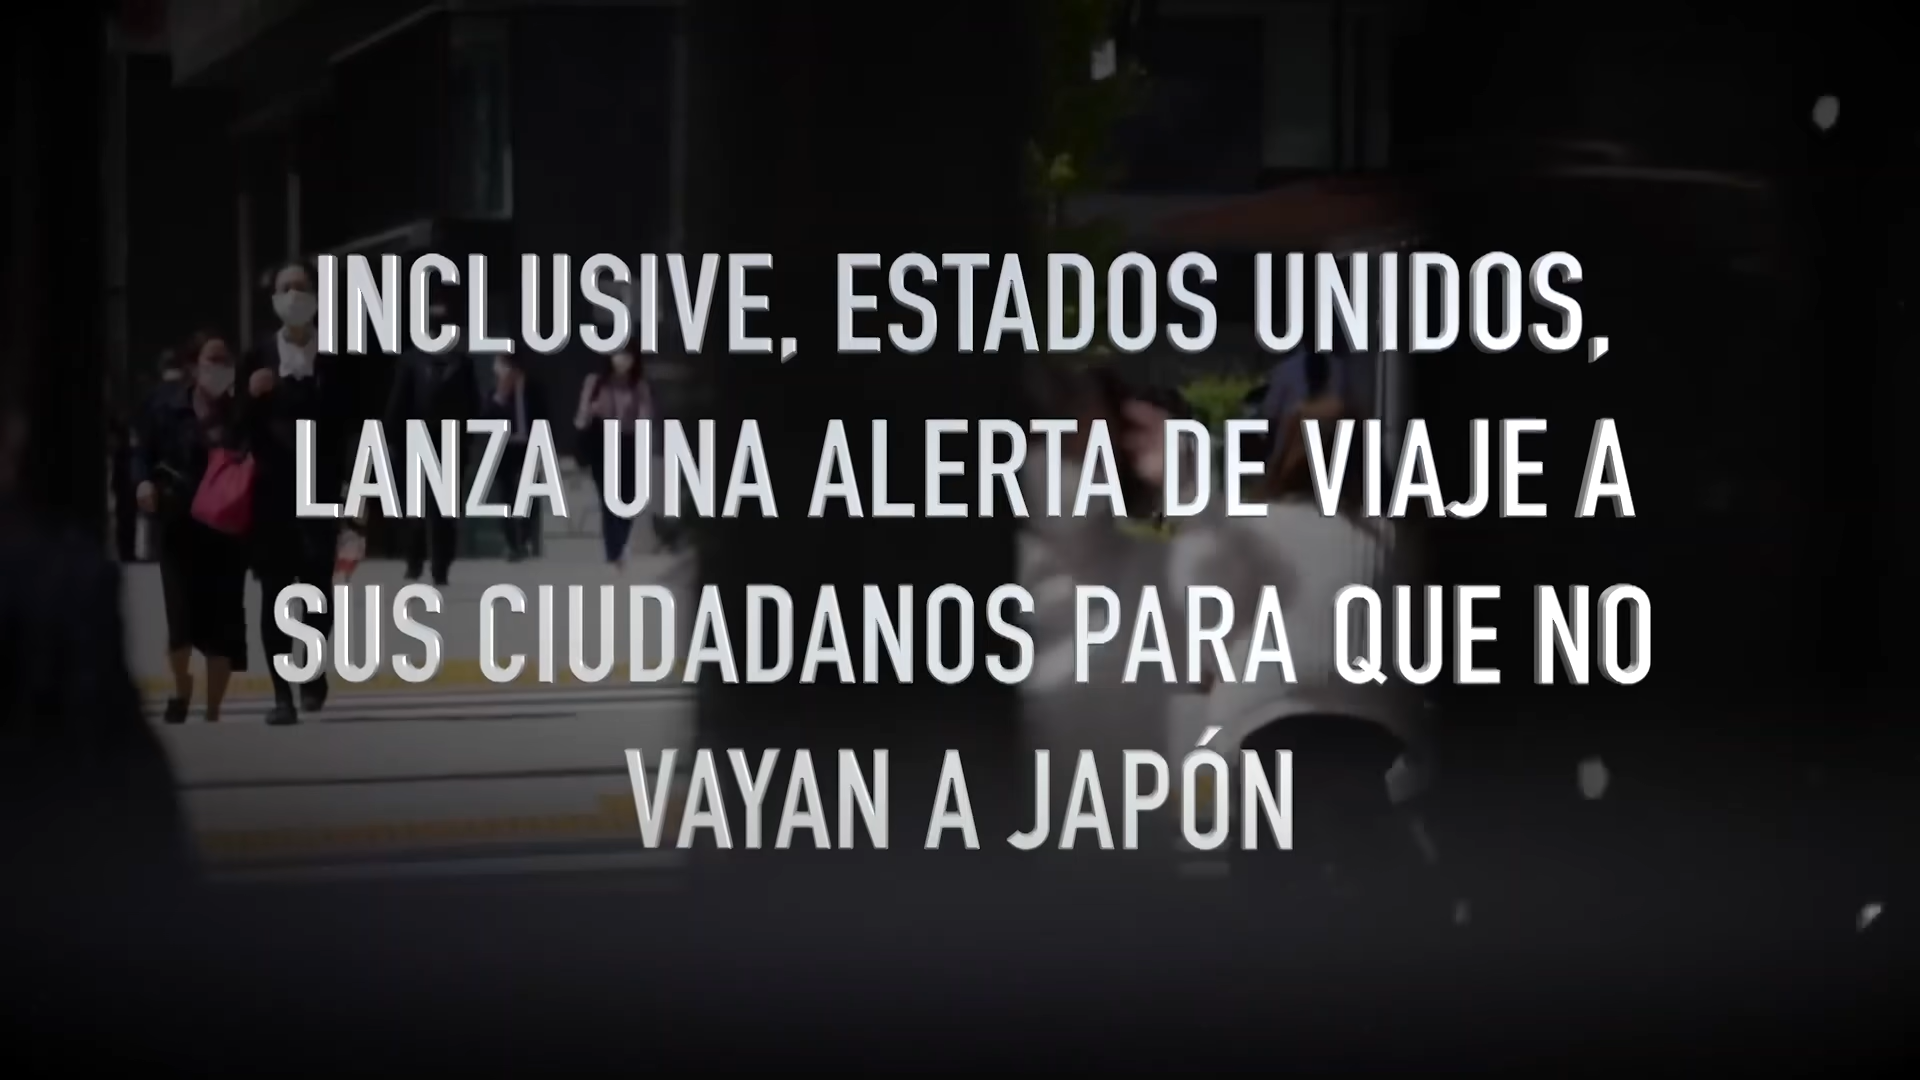 INCLUSIVE, ESTADOS UNIDOS,
LANZA UNA ALERTA DE VIAJE A
SUS CIUDADANOS PARA QUE NO
VAYAN A JAPÓN